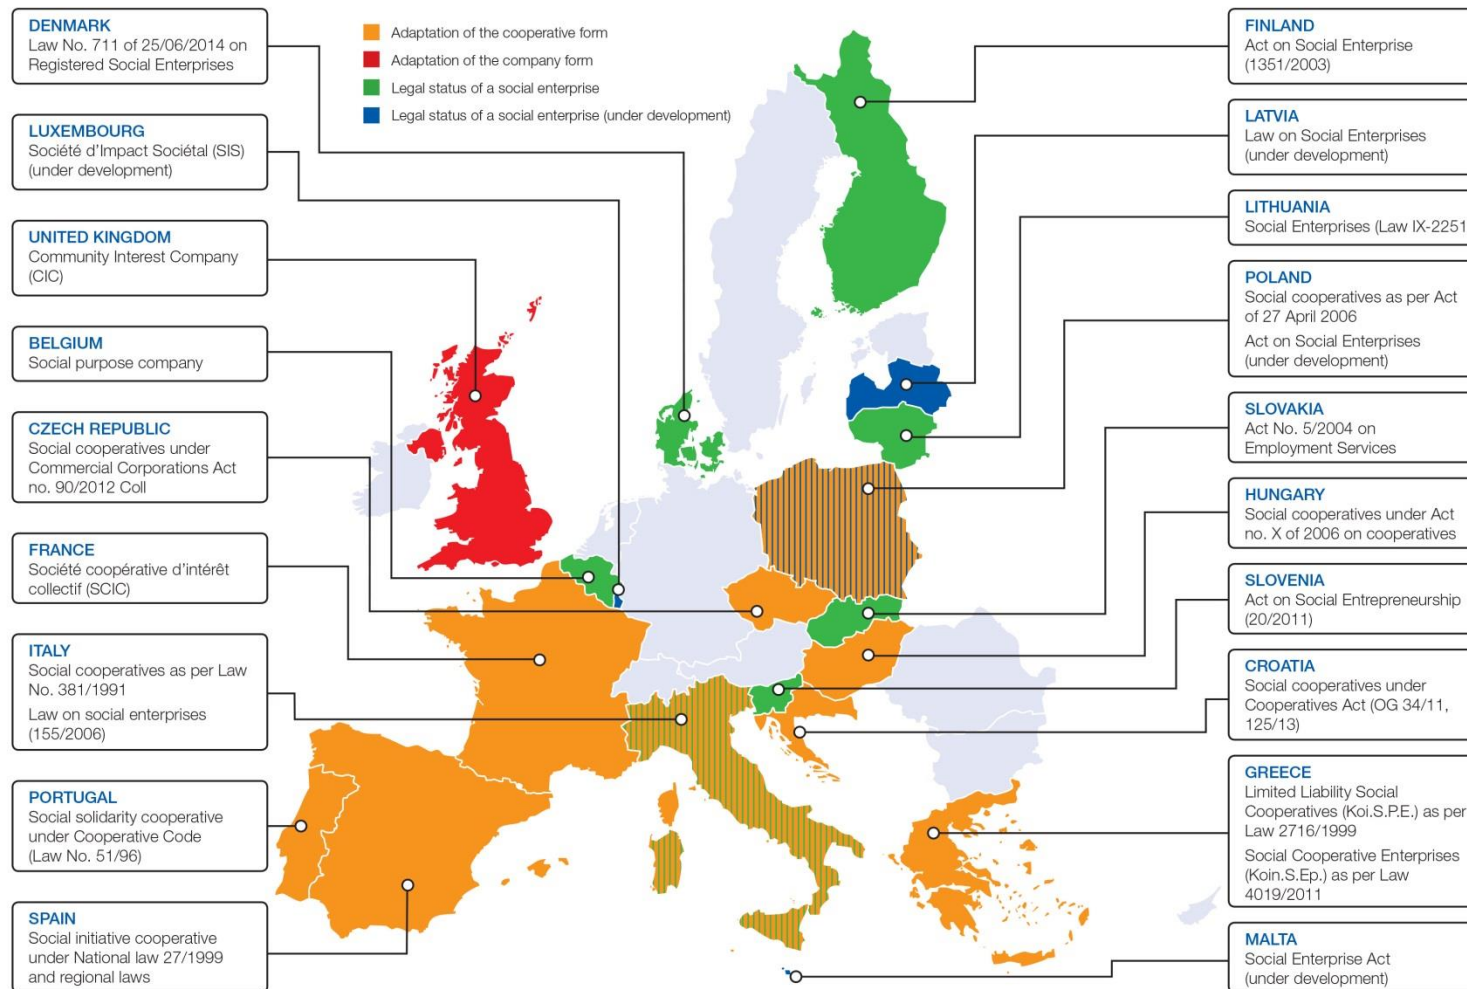 DENMARK
Law No. 711 of 25/06/2014 on
Registered Social Enterprises
LUXEMBOURG
Société d'Impact Sociétal (SIS)
(under development)
UNITED KINGDOM
Community Interest Company
(CIC)
BELGIUM
Social purpose company
CZECH REPUBLIC
Social cooperatives under
Commercial Corporations Act
no. 90/2012 Coll
FRANCE
Société coopérative d'intérêt
collectif (SCIC)
ITALY
Social cooperatives as per Law
No. 381/1991
Law on social enterprises
(155/2006)
PORTUGAL
Social solidarity cooperative
under Cooperative Code
(Law No. 51/96)
SPAIN
Social initiative cooperative
under National law 27/1999
and regional laws
Adaptation of the cooperative form
Adaptation of the company form
Legal status of a social enterprise
Legal status of a social enterprise (under development)
FINLAND
Act on Social Enterprise
(1351/2003)
LATVIA
Law on Social Enterprises
(under development)
LITHUANIA
Social Enterprises (Law IX-2251
POLAND
Social cooperatives as per Act
of 27 April 2006
Act on Social Enterprises
(under development)
SLOVAKIA
Act No. 5/2004 on
Employment Services
HUNGARY
Social cooperatives under Act
no. X of 2006 on cooperatives
SLOVENIA
Act on Social Entrepreneurship
(20/2011)
CROATIA
Social cooperatives under
Cooperatives Act (OG 34/11,
125/13)
GREECE
Limited Liability Social
Cooperatives (Koi.S.P.E.) as per
Law 2716/1999
Social Cooperative Enterprises
(Koin.S.Ep.) as per Law
4019/2011
MALTA
Social Enterprise Act
(under development)